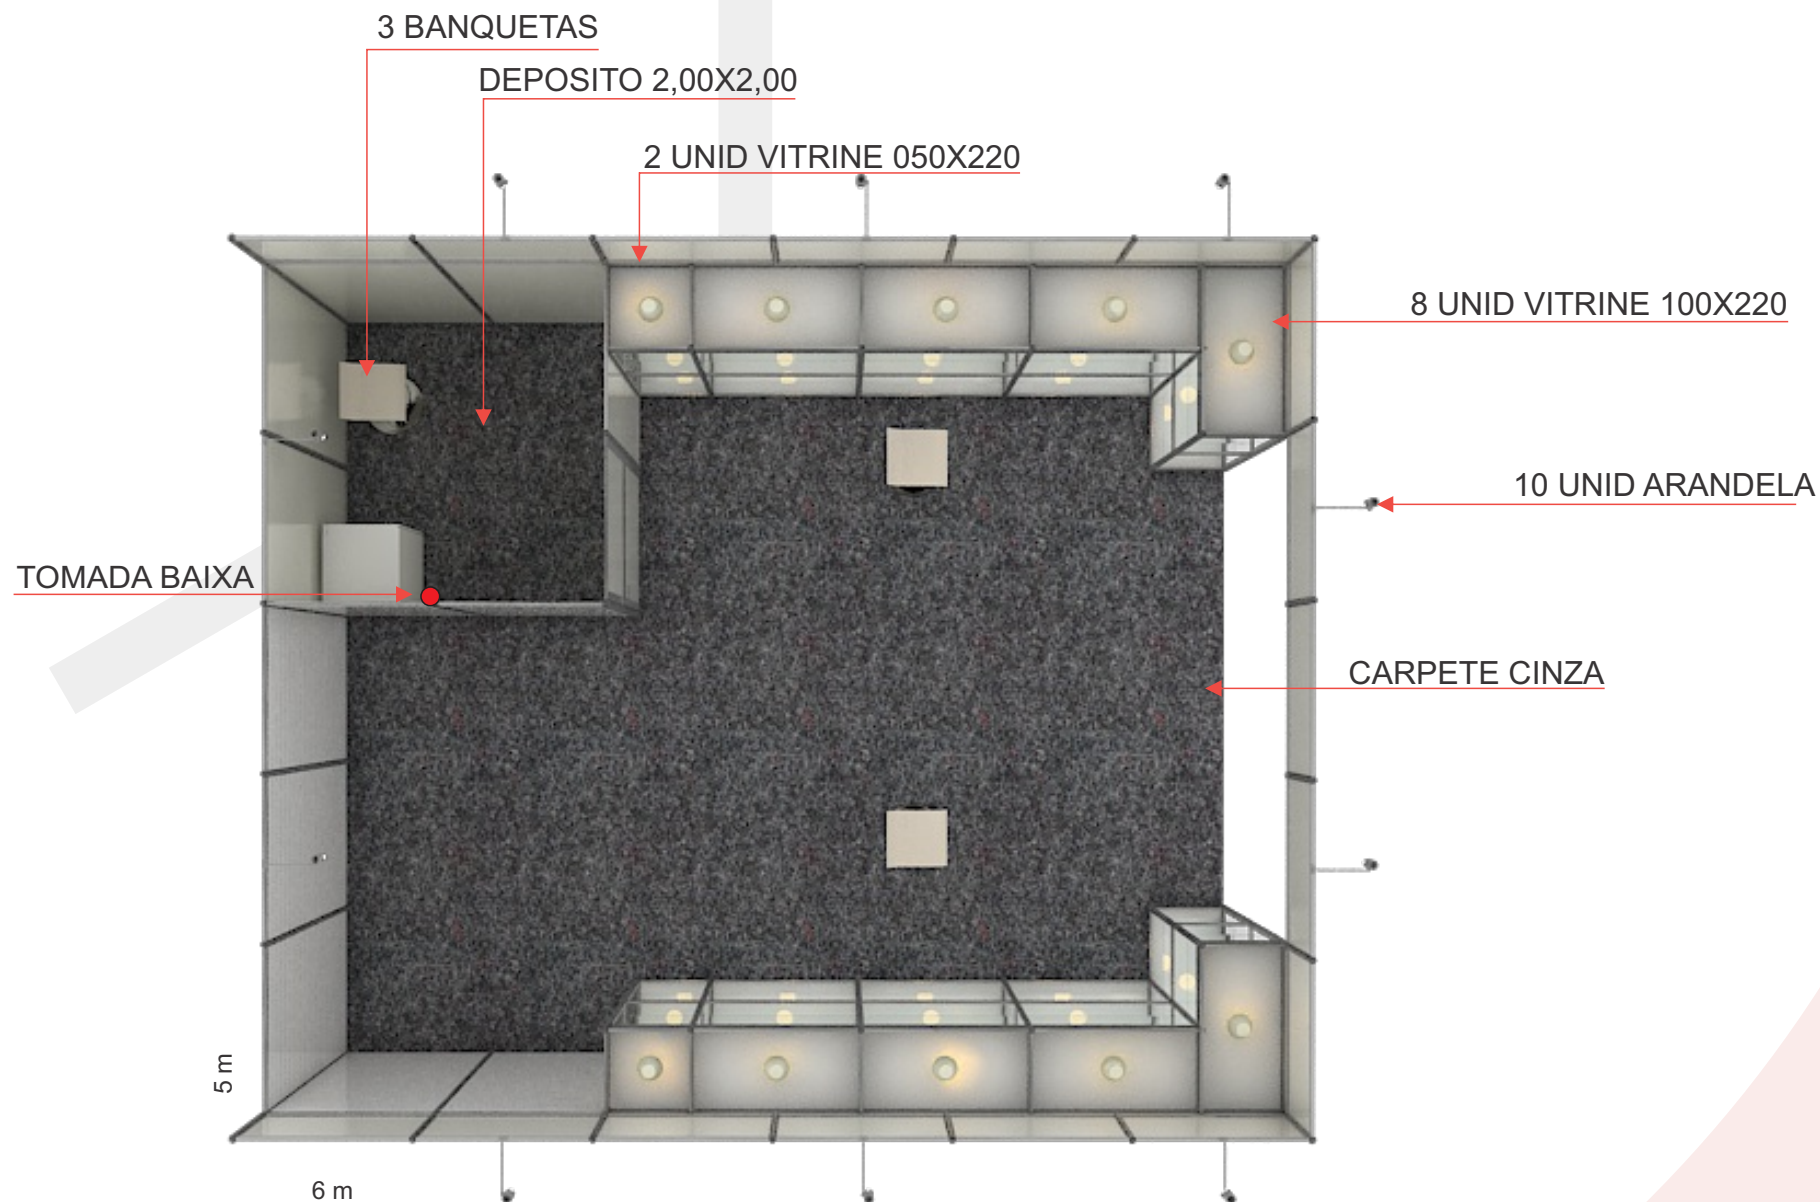 3 BANQUETAS
DEPOSITO 2,00X2,00
2 UNID VITRINE 050X220
8 UNID VITRINE 100X220
10 UNID ARANDELA
TOMADA BAIXA
CARPETE CINZA
5 m
6 m